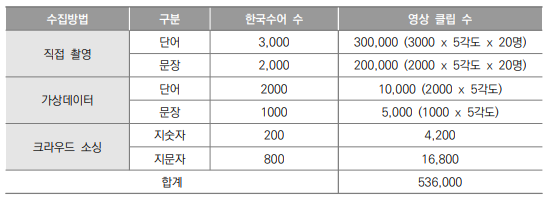 수집방법 구분 한국수어 수 영상 클립 수
직접 촬영 단어 3,000 300,000 (3000 x 5각도 x 20명)
문장 2,000 200,000 (2000 x 5각도 x 20명)
가상데이터 단어 2000 10,000 (2000 x 5각도)
문장 1000 5,000 (1000 x 5각도)
크라우드 소싱 지숫자 200 4,200
지문자 800 16,800
합계 536,000